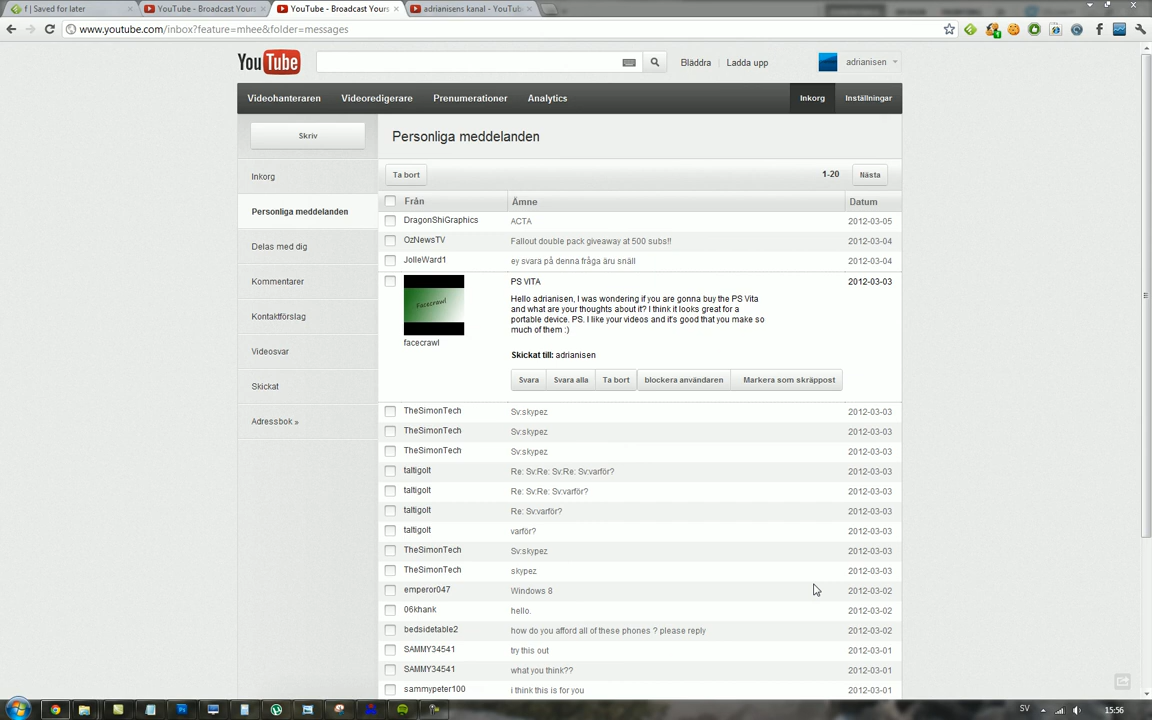 f | Saved for later
YouTube - Broadcast Yours
YouTube - Broadcast Yours
adrianisens kanal - YouTub
www.youtube.com/inbox?feature=mhee&folder=messages
YouTube
Bläddra
Ladda upp
adrianisen
Videohanteraren
Videoredigerare
Prenumerationer
Analytics
Inkorg
Inställningar
Skriv
Personliga meddelanden
Inkorg
Personliga meddelanden
Delas med dig
Kommentarer
Kontaktförslag
Videosvar
Skickat
Adressbok »
Ta bort
1-20
Nästa
Från Ämne Datum
DragonShiGraphics ACTA 2012-03-05
OzNewsTV Fallout double pack giveaway at 500 subs!! 2012-03-04
JolleWard1 ey svara på denna fråga äru snäll 2012-03-04
PS VITA 2012-03-03
Facecrawl
facecrawl
Hello adrianisen, I was wondering if you are gonna buy the PS Vita
and what are your thoughts about it? I think it looks great for a
portable device. PS. I like your videos and it's good that you make so
much of them :)
Skickat till: adrianisen
Svara Svara alla Ta bort blockera användaren Markera som skräppost
TheSimonTech Sv:skypez 2012-03-03
TheSimonTech Sv:skypez 2012-03-03
TheSimonTech Sv:skypez 2012-03-03
taltigolt Re: Sv:Re: Sv:Re: Sv:varför? 2012-03-03
taltigolt Re: Sv:Re: Sv:varför? 2012-03-03
taltigolt Re: Sv:varför? 2012-03-03
taltigolt varför? 2012-03-03
TheSimonTech Sv:skypez 2012-03-03
TheSimonTech skypez 2012-03-03
emperor047 Windows 8 2012-03-02
06khank hello. 2012-03-02
bedsidetable2 how do you afford all of these phones ? please reply 2012-03-02
SAMMY34541 try this out 2012-03-01
SAMMY34541 what you think?? 2012-03-01
sammypeter100 i think this is for you 2012-03-01
SV
15:56